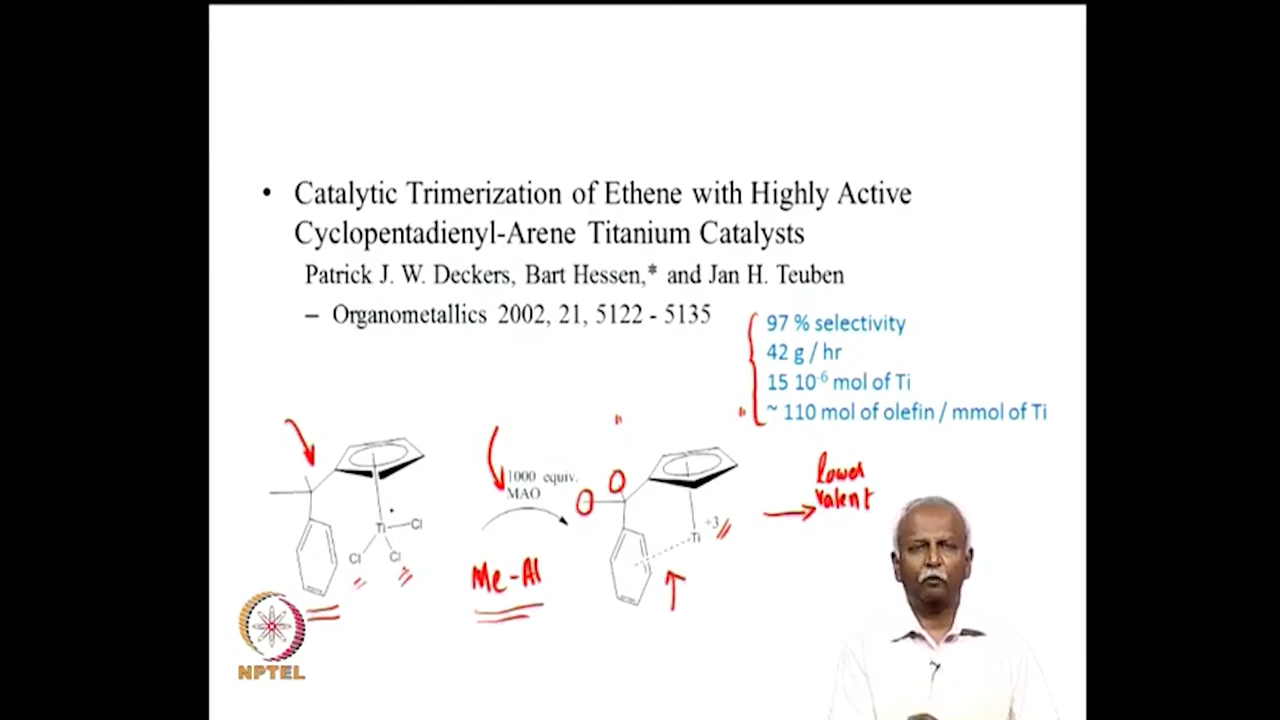 • Catalytic Trimerization of Ethene with Highly Active
Cyclopentadienyl-Arene Titanium Catalysts
Patrick J. W. Deckers, Bart Hessen,* and Jan H. Teuben
– Organometallics 2002, 21, 5122 - 5135
97 % selectivity
42 g / hr
15 10⁻⁶ mol of Ti
~ 110 mol of olefin / mmol of Ti
1000 equiv.
MAO
lower
valent
Ti
Cl
Cl
Cl
Ti
+3
Me-Al
NPTEL